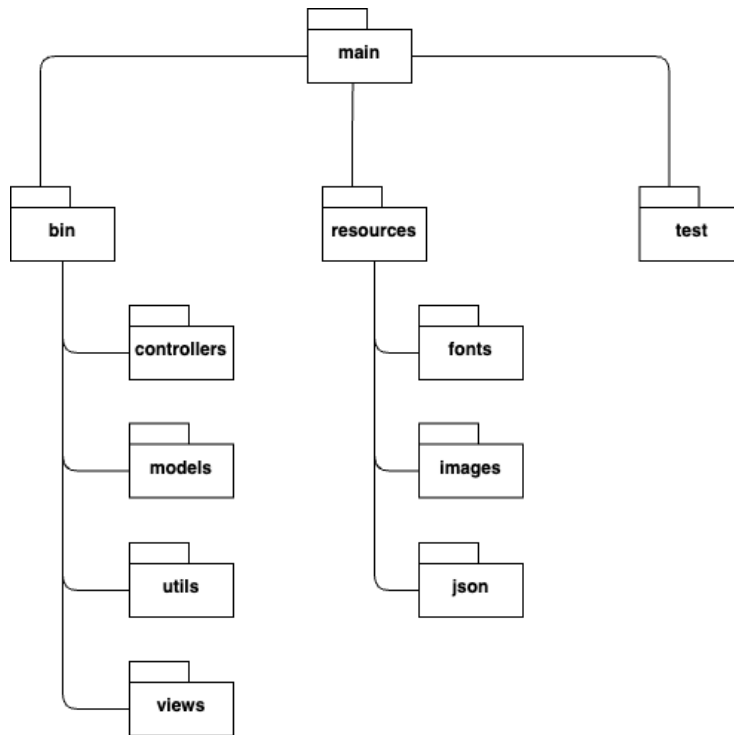 main
bin
resources
test
controllers
fonts
models
images
utils
json
views